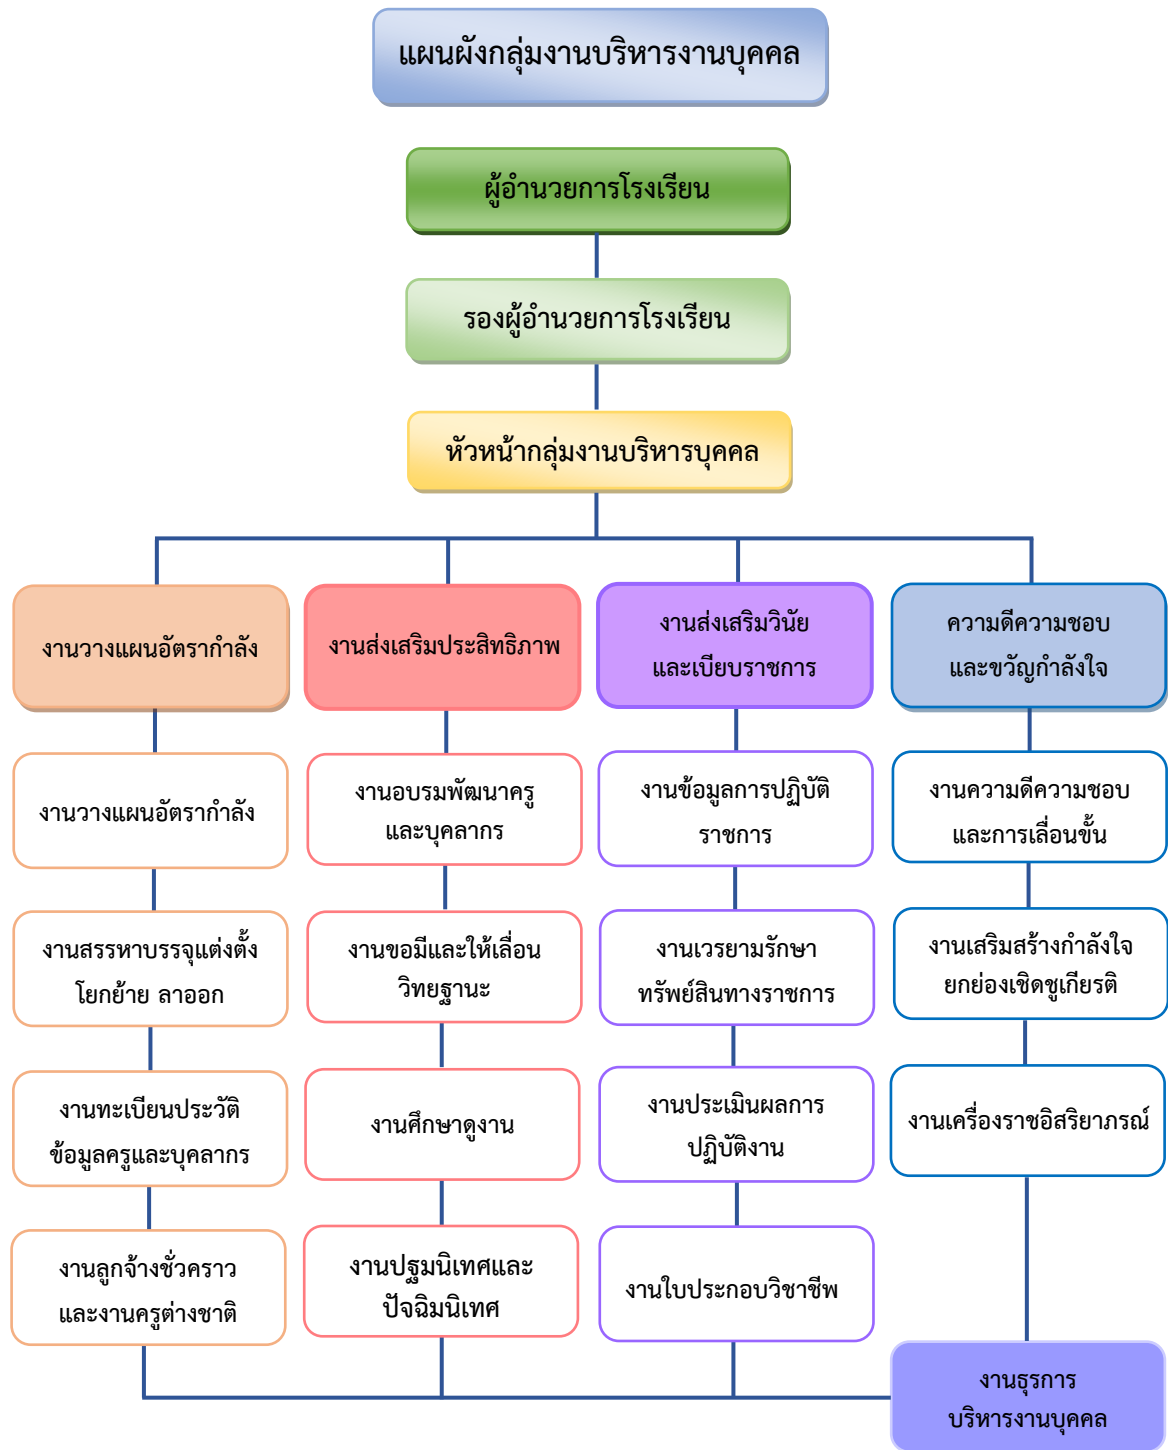 แผนผังกลุ่มงานบริหารงานบุคคล
ผู้อำนวยการโรงเรียน
รองผู้อำนวยการโรงเรียน
หัวหน้ากลุ่มงานบริหารบุคคล
งานวางแผนอัตรากำลัง
งานส่งเสริมประสิทธิภาพ
งานส่งเสริมวินัย
และเบียบราชการ
ความดีความชอบ
และขวัญกำลังใจ
งานวางแผนอัตรากำลัง
งานอบรมพัฒนาครู
และบุคลากร
งานข้อมูลการปฏิบัติ
ราชการ
งานความดีความชอบ
และการเลื่อนขั้น
งานสรรหาบรรจุแต่งตั้ง
โยกย้าย ลาออก
งานขอมีและให้เลื่อน
วิทยฐานะ
งานเวรยามรักษา
ทรัพย์สินทางราชการ
งานเสริมสร้างกำลังใจ
ยกย่องเชิดชูเกียรติ
งานทะเบียนประวัติ
ข้อมูลครูและบุคลากร
งานศึกษาดูงาน
งานประเมินผลการ
ปฏิบัติงาน
งานเครื่องราชอิสริยาภรณ์
งานลูกจ้างชั่วคราว
และงานครูต่างชาติ
งานปฐมนิเทศและ
ปัจฉิมนิเทศ
งานใบประกอบวิชาชีพ
งานธุรการ
บริหารงานบุคคล